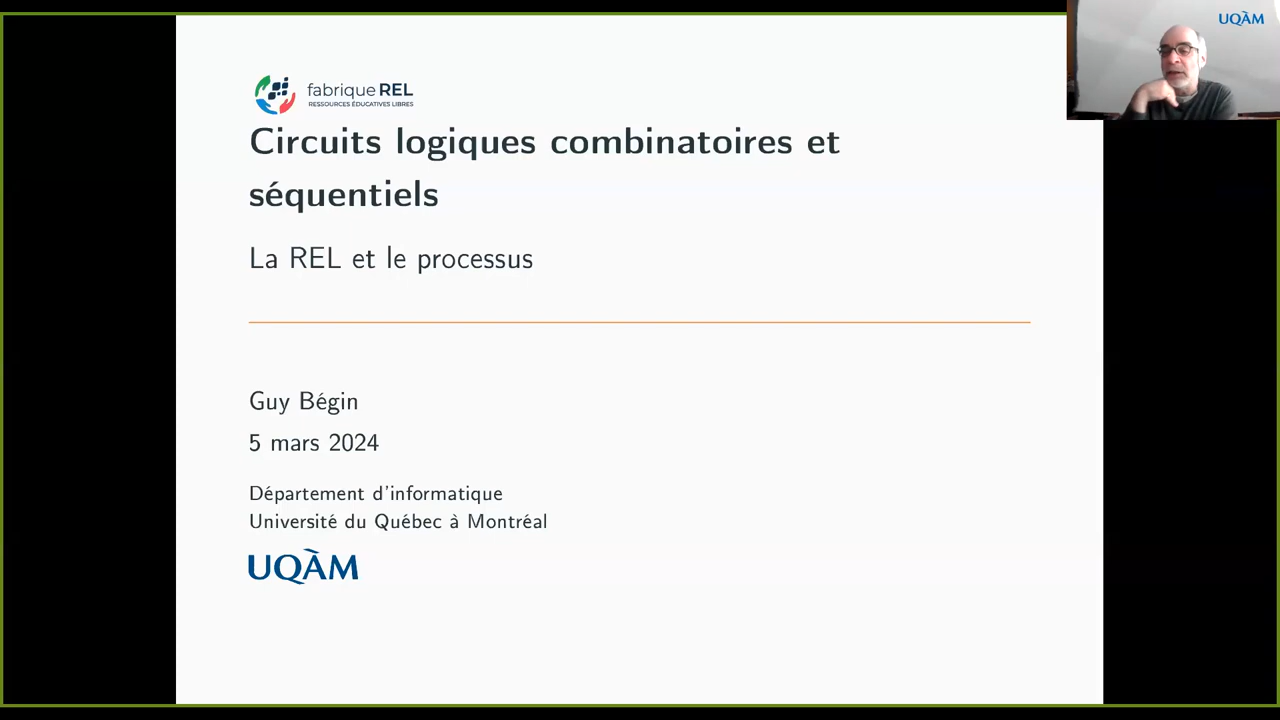 UQÀM
fabrique REL
RESSOURCES ÉDUCATIVES LIBRES
Circuits logiques combinatoires et
séquentiels
La REL et le processus
Guy Bégin
5 mars 2024
Département d'informatique
Université du Québec à Montréal
UQÀM